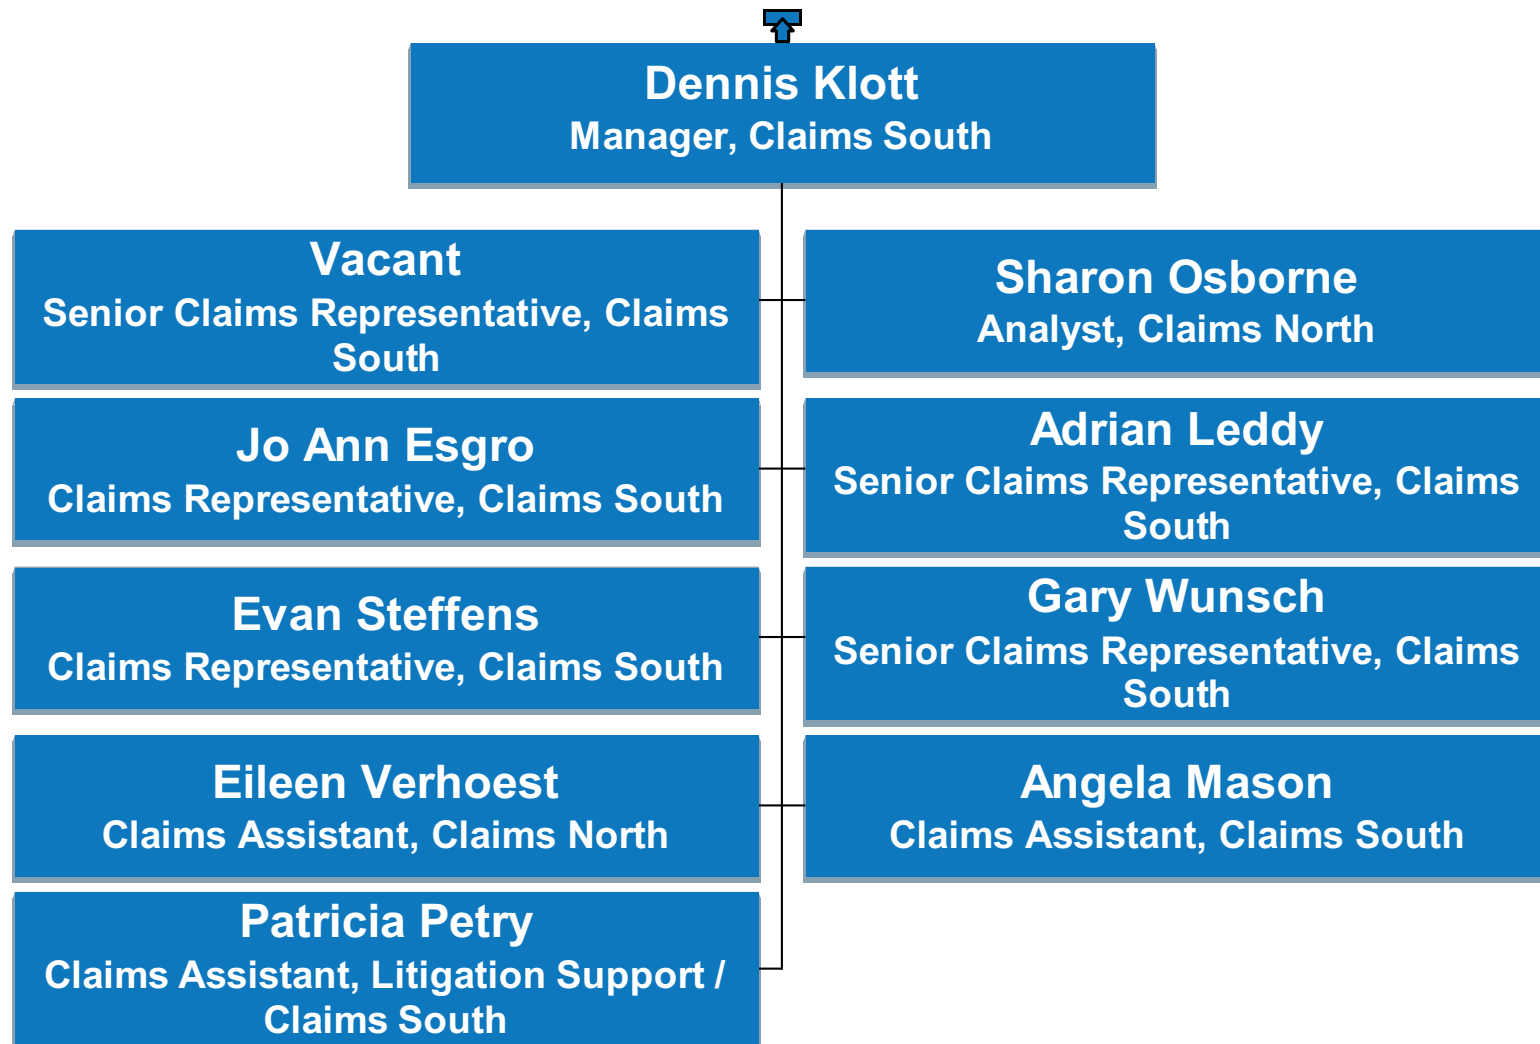 Dennis Klott
Manager, Claims South
Vacant
Senior Claims Representative, Claims
South
Sharon Osborne
Analyst, Claims North
Jo Ann Esgro
Claims Representative, Claims South
Adrian Leddy
Senior Claims Representative, Claims
South
Evan Steffens
Claims Representative, Claims South
Gary Wunsch
Senior Claims Representative, Claims
South
Eileen Verhoest
Claims Assistant, Claims North
Angela Mason
Claims Assistant, Claims South
Patricia Petry
Claims Assistant, Litigation Support /
Claims South